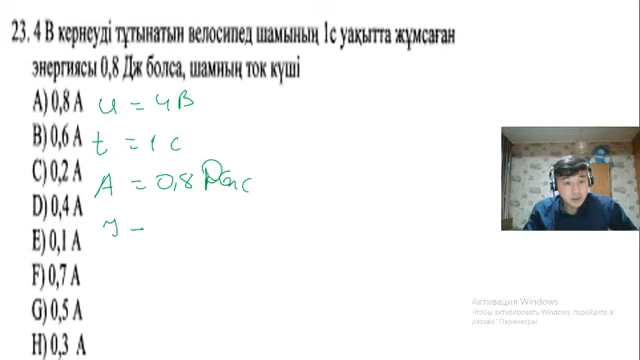 23. 4 В кернеуді тұтынатын велосипед шамының 1с уақытта жұмсаған
энергиясы 0,8 Дж болса, шамның ток күші
A) 0,8 A
B) 0,6 A
C) 0,2 A
D) 0,4 A
E) 0,1 A
F) 0,7 A
G) 0,5 A
H) 0,3 A
u = 4В
t = 1 c
A = 0,8 Дж
J –
Активация Windows
Чтобы активировать Windows, перейдите в
раздел "Параметры"